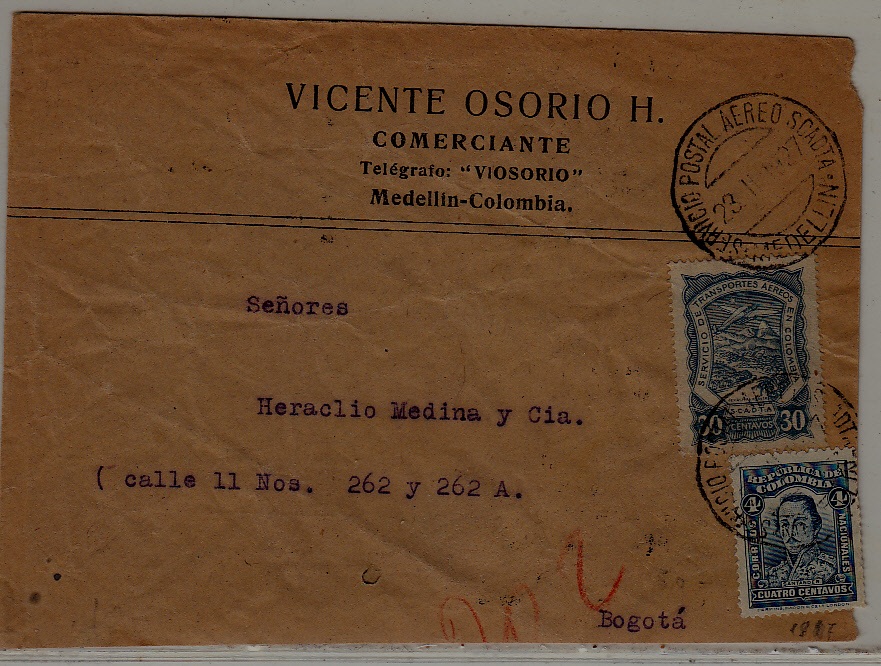 VICENTE OSORIO H.
COMERCIANTE
Telégrafo: "VIOSORIO"
Medellín-Colombia.
SERVICIO POSTAL AEREO SCADTA
MEDELLIN
Señores
SERVICIO DE TRANSPORTES AÉREOS EN COLOMBIA
SCADTA
30 30
CENTAVOS
Heraclio Medina y Cia.
( calle 11 Nos. 262 y 262 A.
REPÚBLICA DE
COLOMBIA
4 4
CORREOS NACIONALES
CUATRO CENTAVOS
Bogotá